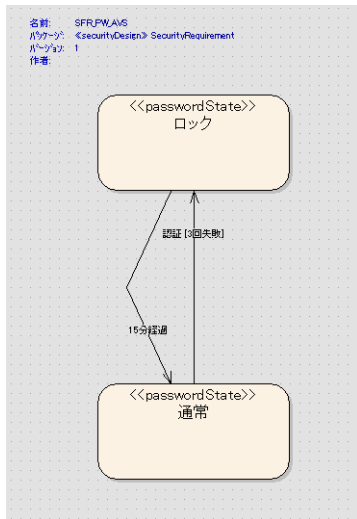 名前: SFR_PW_AVS
パッケージ: ≪securityDesign≫ SecurityRequirement
バージョン: 1
作者:
<<passwordState>>
ロック
認証 [3回失敗]
15分経過
<<passwordState>>
通常